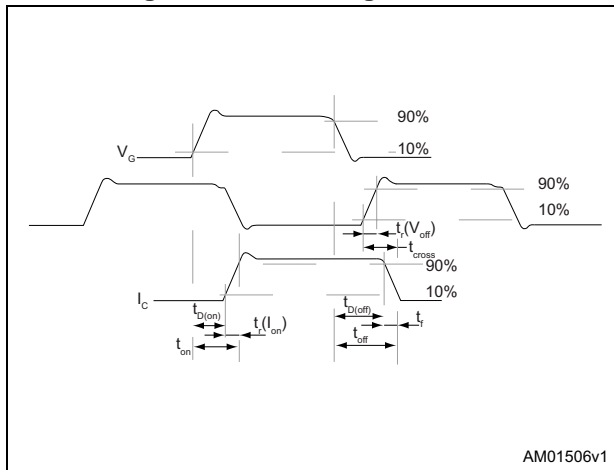 90%
V_G
10%
90%
10%
t_r(V_off)
t_cross
90%
I_C
10%
t_D(on)
t_r(I_on)
t_on
t_D(off)
t_f
t_off
AM01506v1